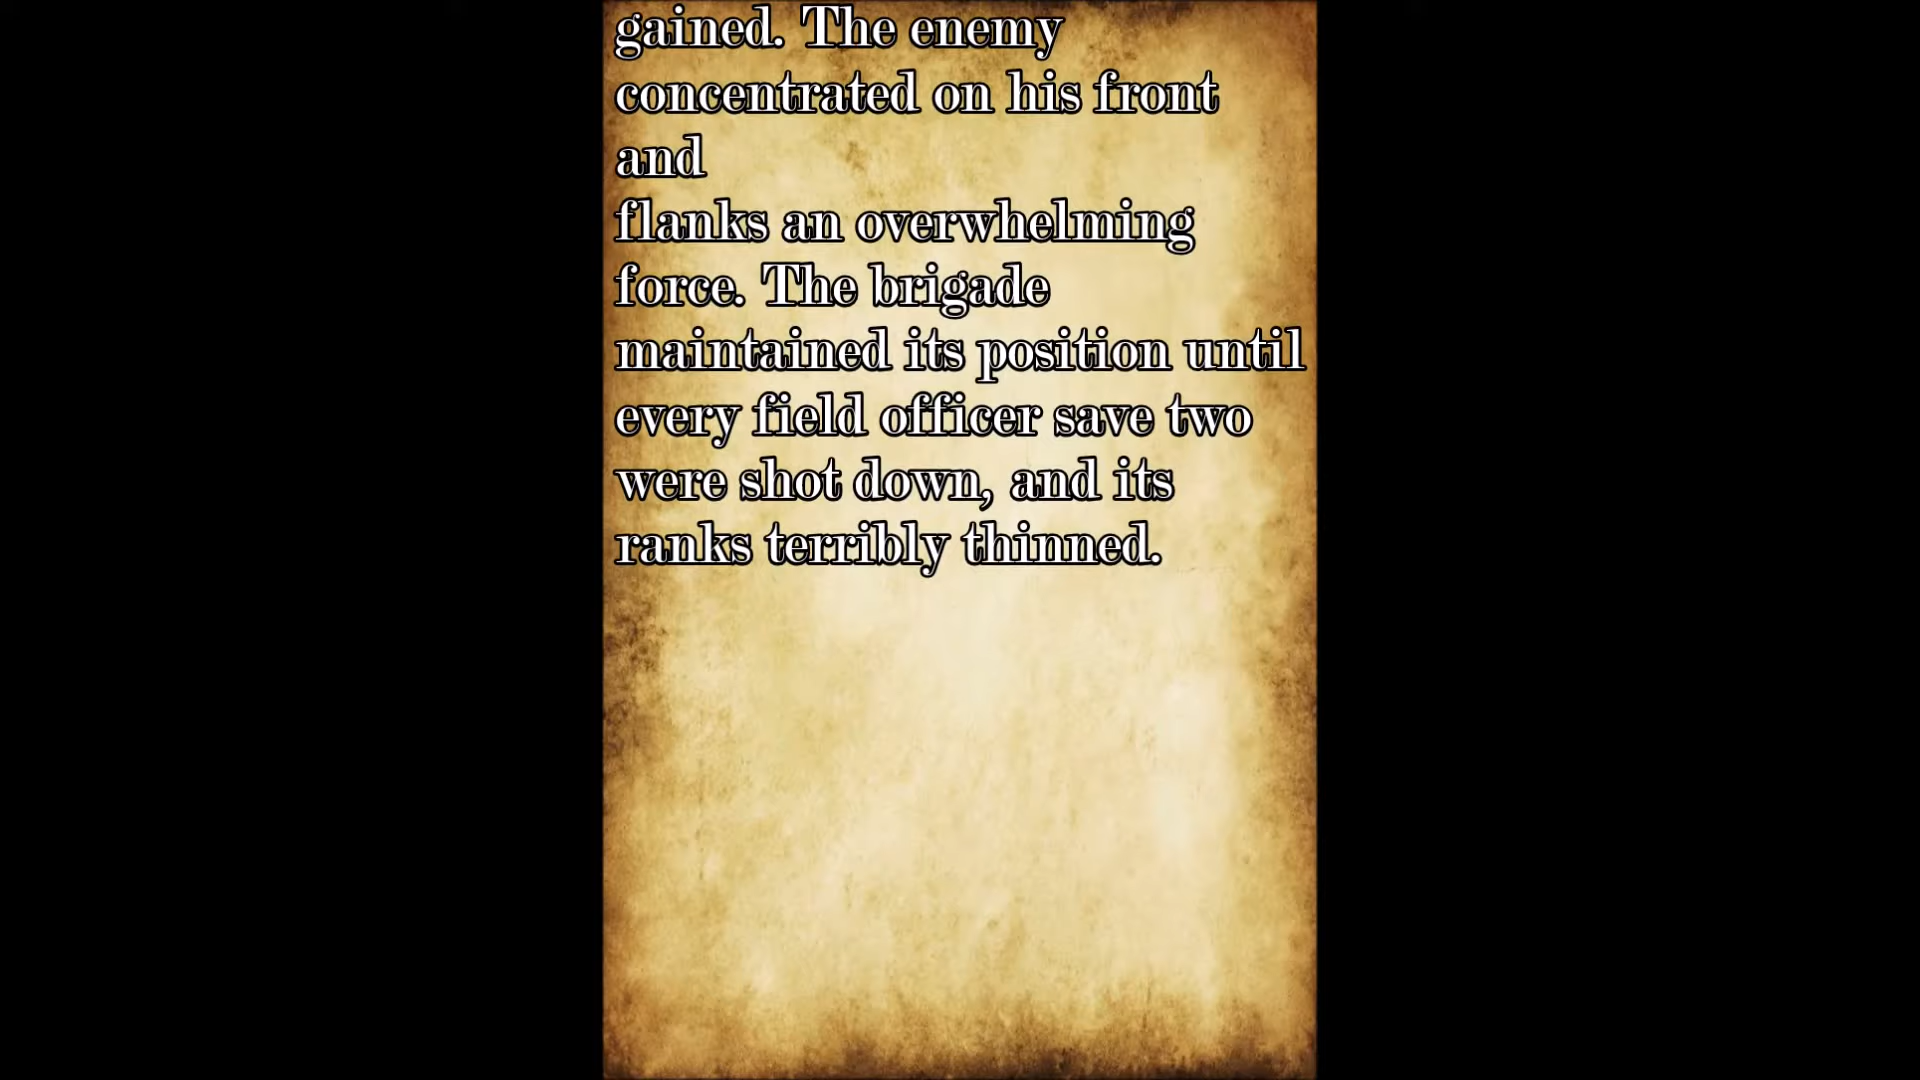 gained. The enemy
concentrated on his front
and
flanks an overwhelming
force. The brigade
maintained its position until
every field officer save two
were shot down, and its
ranks terribly thinned.